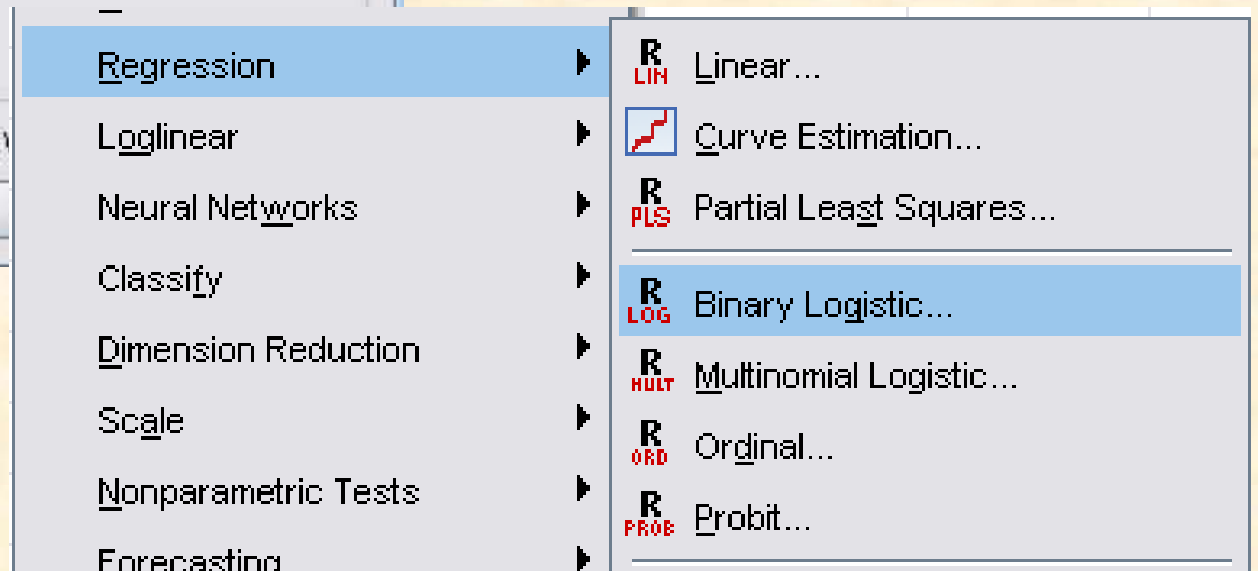 Regression
Loglinear
Neural Networks
Classify
Dimension Reduction
Scale
Nonparametric Tests
Forecasting
R LIN Linear...
Curve Estimation...
R PLS Partial Least Squares...
R LOG Binary Logistic...
R MULT Multinomial Logistic...
R ORD Ordinal...
R PROB Probit...